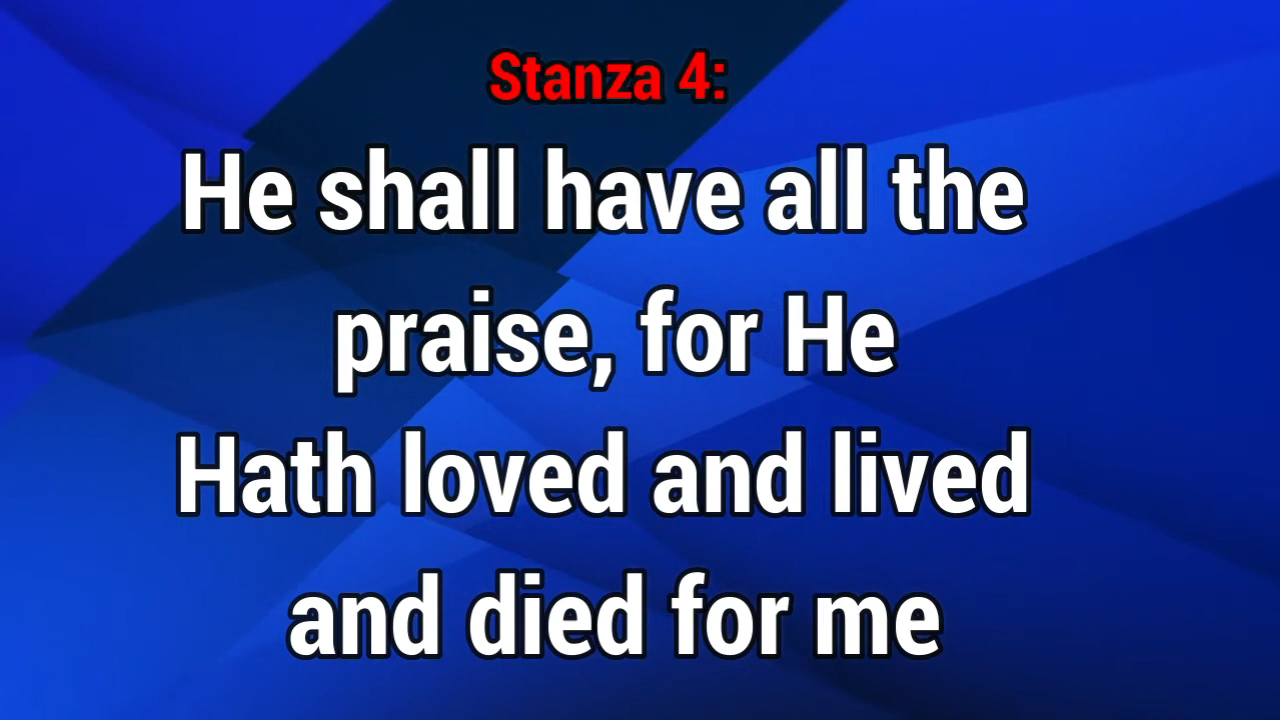 Stanza 4:
He shall have all the
praise, for He
Hath loved and lived
and died for me